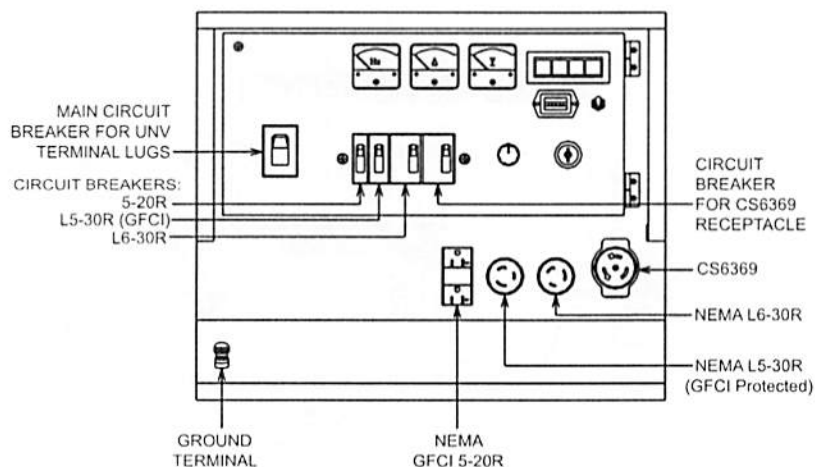 Hz
A
V
MAIN CIRCUIT
BREAKER FOR UNV
TERMINAL LUGS
CIRCUIT BREAKERS:
5-20R
L5-30R (GFCI)
L6-30R
CIRCUIT
BREAKER
FOR CS6369
RECEPTACLE
CS6369
NEMA L6-30R
NEMA L5-30R
(GFCI Protected)
GROUND
TERMINAL
NEMA
GFCI 5-20R